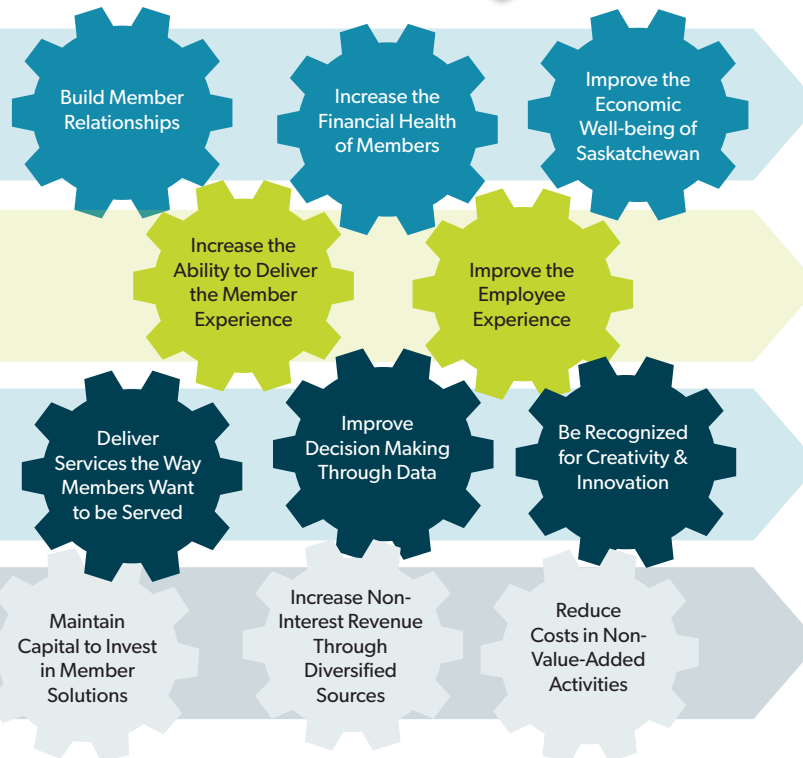 Build Member
Relationships
Increase the
Financial Health
of Members
Improve the
Economic
Well-being of
Saskatchewan
Increase the
Ability to Deliver
the Member
Experience
Improve the
Employee
Experience
Deliver
Services the Way
Members Want
to be Served
Improve
Decision Making
Through Data
Be Recognized
for Creativity &
Innovation
Maintain
Capital to Invest
in Member
Solutions
Increase Non-
Interest Revenue
Through
Diversified
Sources
Reduce
Costs in Non-
Value-Added
Activities